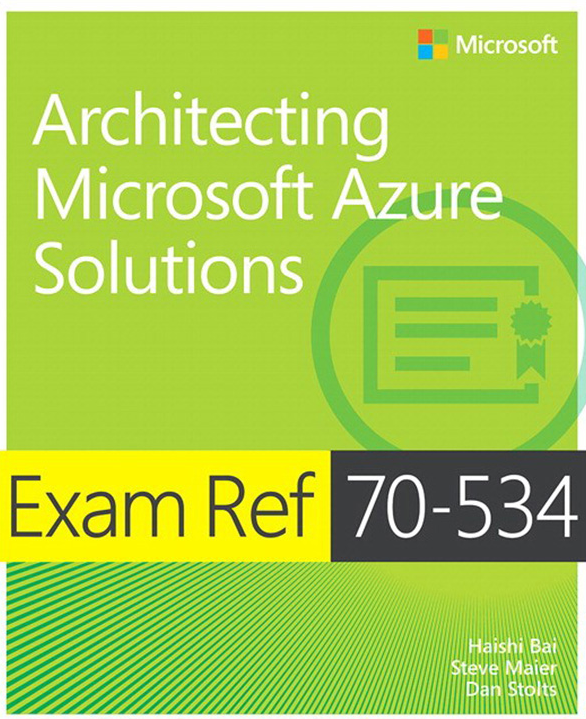 Microsoft
Architecting
Microsoft Azure
Solutions
Exam Ref 70-534
Haishi Bai
Steve Maier
Dan Stolts